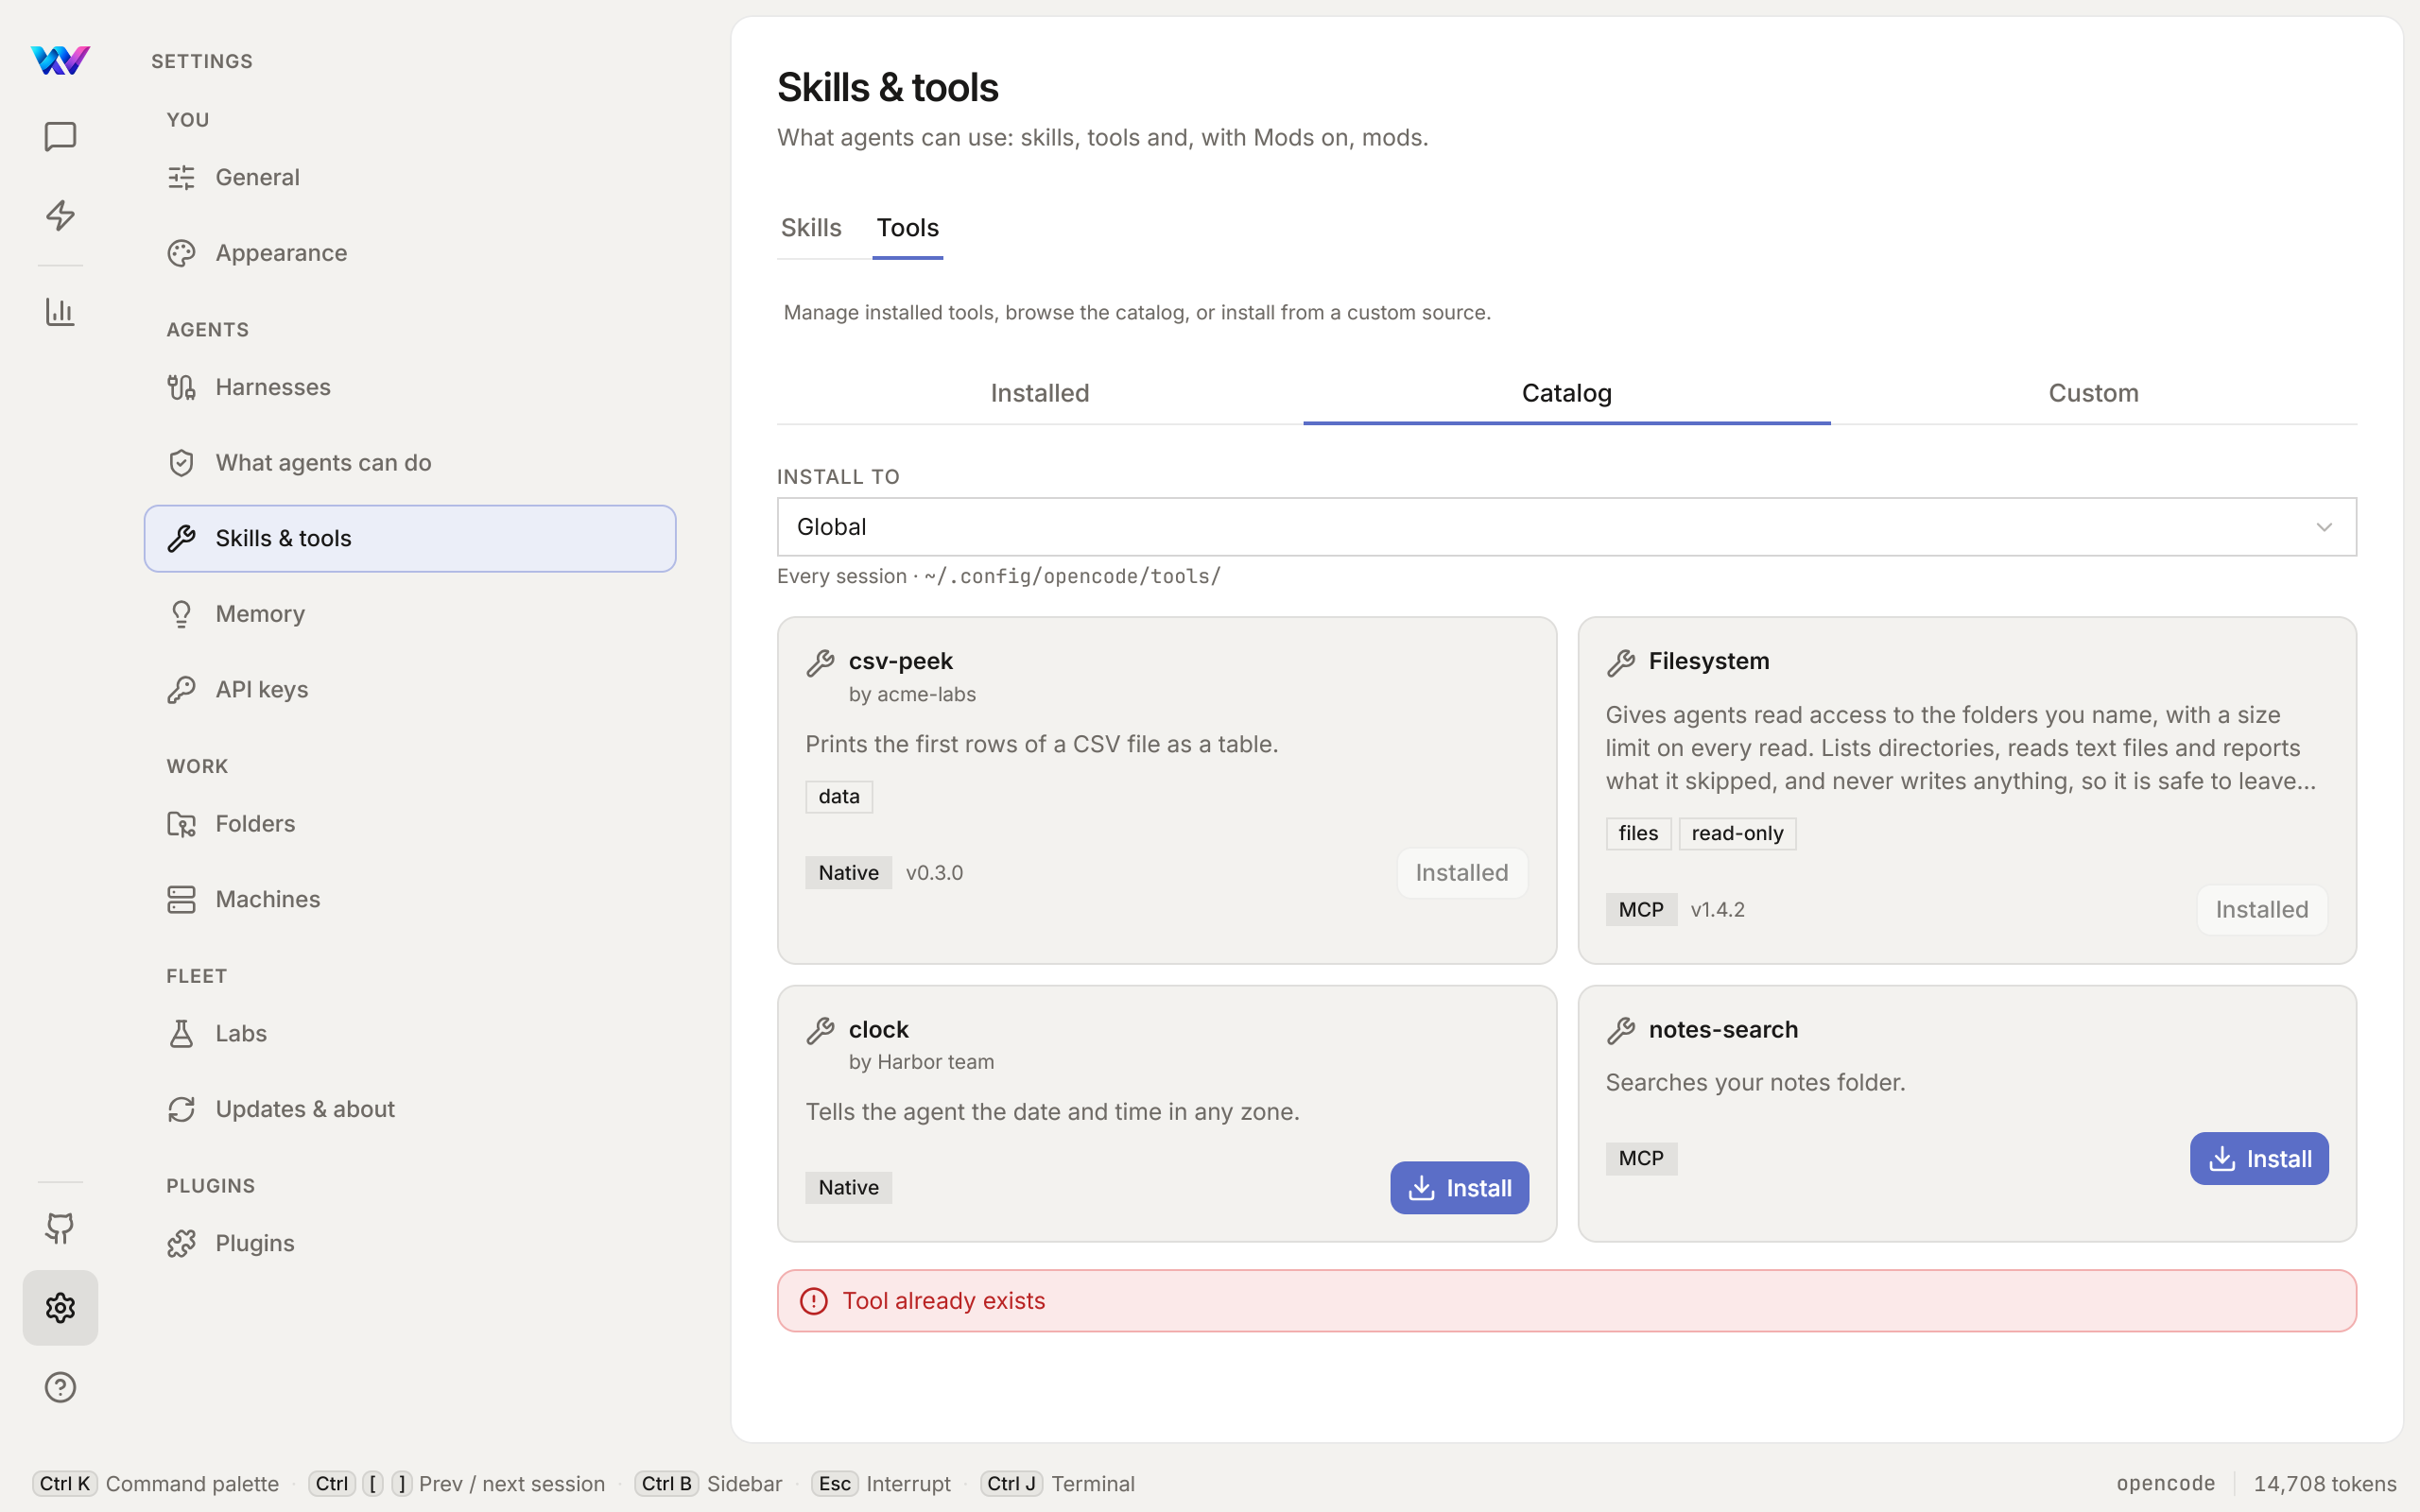 SETTINGS
YOU
General
Appearance
AGENTS
Harnesses
What agents can do
Skills & tools
Memory
API keys
WORK
Folders
Machines
FLEET
Labs
Updates & about
PLUGINS
Plugins
Skills & tools
What agents can use: skills, tools and, with Mods on, mods.
Skills Tools
Manage installed tools, browse the catalog, or install from a custom source.
Installed Catalog Custom
INSTALL TO
Global
Every session · ~/.config/opencode/tools/
csv-peek
by acme-labs
Prints the first rows of a CSV file as a table.
data
Native v0.3.0 Installed
Filesystem
Gives agents read access to the folders you name, with a size
limit on every read. Lists directories, reads text files and reports
what it skipped, and never writes anything, so it is safe to leave...
files read-only
MCP v1.4.2 Installed
clock
by Harbor team
Tells the agent the date and time in any zone.
Native Install
notes-search
Searches your notes folder.
MCP Install
Tool already exists
Ctrl K Command palette · Ctrl [ ] Prev / next session · Ctrl B Sidebar · Esc Interrupt · Ctrl J Terminal
opencode 14,708 tokens